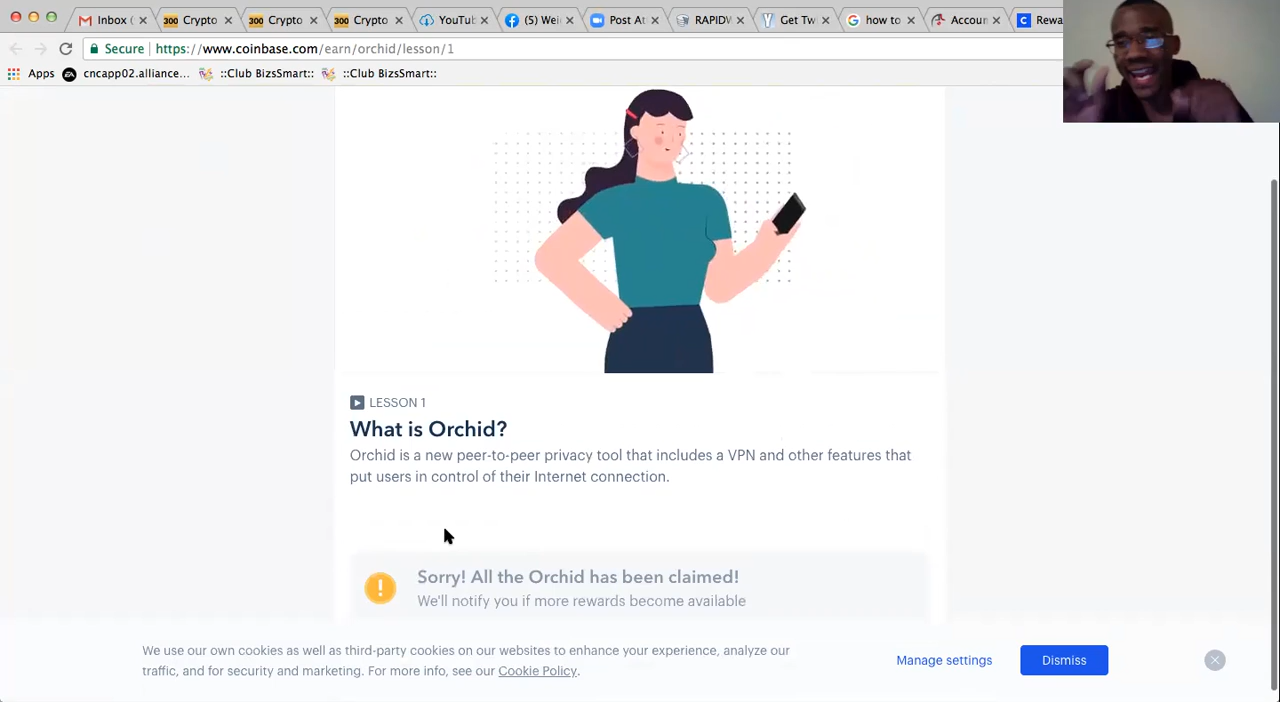 Inbox (
300 Crypto
300 Crypto
300 Crypto
YouTub
(5) Wei
Post At
RAPIDW
Get Tw
G how to
Accoun
C Rewa
Secure
https://www.coinbase.com/earn/orchid/lesson/1
Apps
EA cncapp02.alliance...
::Club BizsSmart::
::Club BizsSmart::
LESSON 1
What is Orchid?
Orchid is a new peer-to-peer privacy tool that includes a VPN and other features that
put users in control of their Internet connection.
Sorry! All the Orchid has been claimed!
We'll notify you if more rewards become available
We use our own cookies as well as third-party cookies on our websites to enhance your experience, analyze our
traffic, and for security and marketing. For more info, see our Cookie Policy.
Manage settings
Dismiss